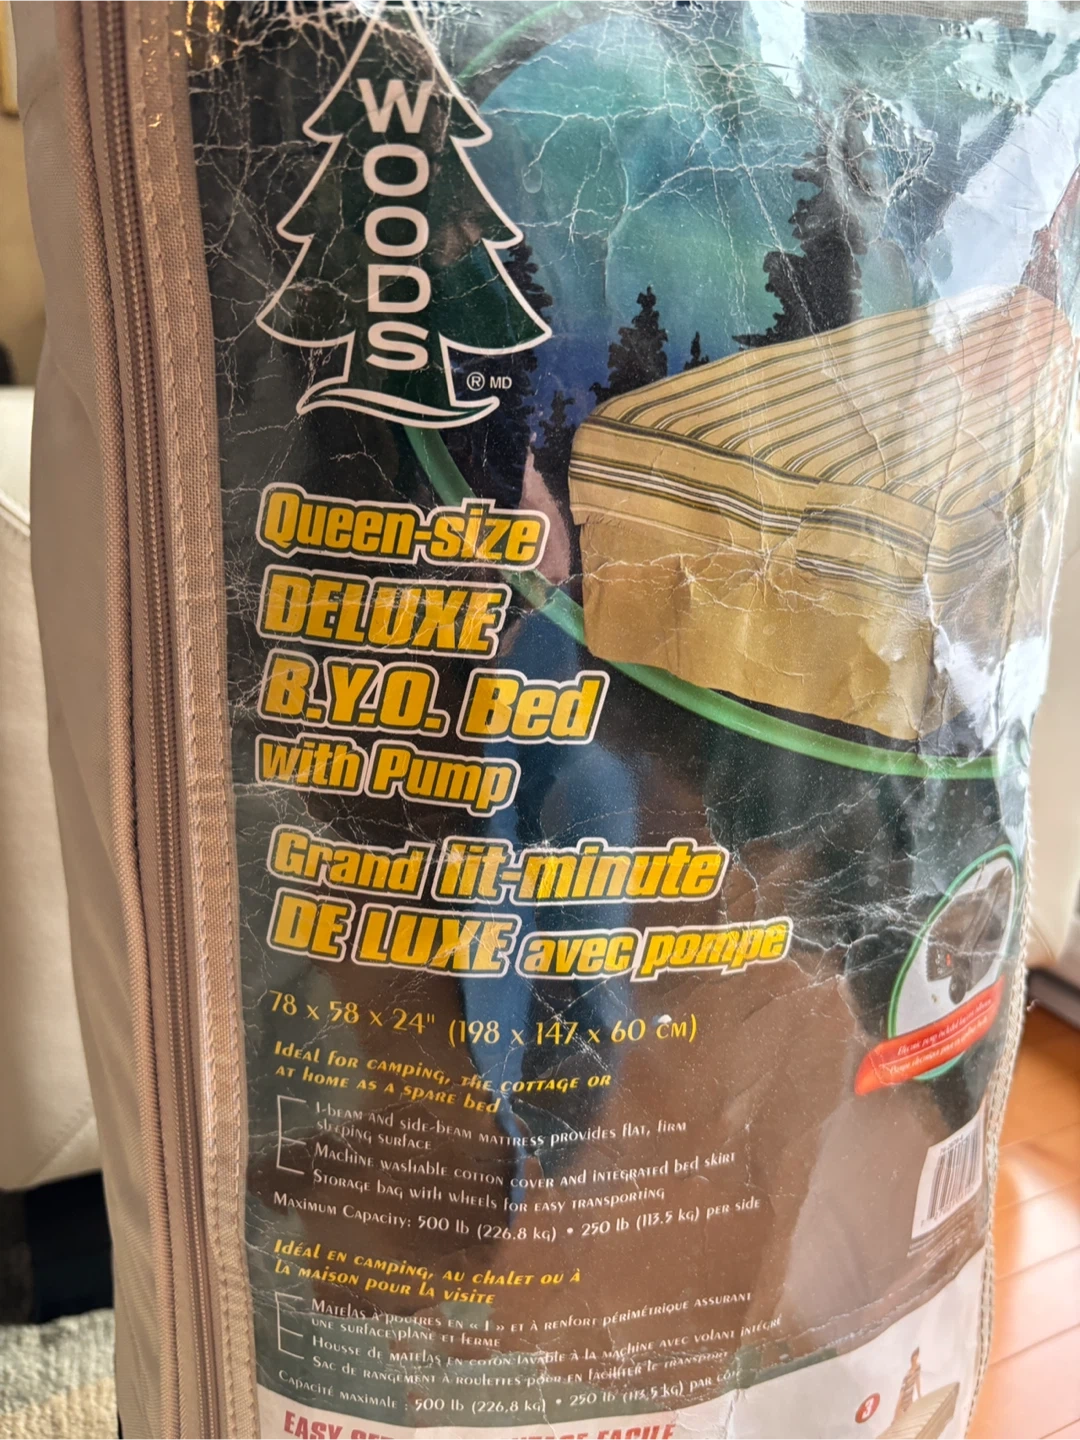 WOODS
® MD
Queen-size
DELUXE
B.Y.O. Bed
with Pump
Grand lit-minute
DE LUXE avec pompe
78 x 58 x 24" (198 x 147 x 60 cm)
Ideal for camping, the cottage or
at home as a spare bed
I-beam and side-beam mattress provides flat, firm
sleeping surface
Machine washable cotton cover and integrated bed skirt
Storage bag with wheels for easy transporting
Maximum Capacity: 500 lb (226.8 kg) • 250 lb (113.5 kg) per side
Idéal en camping, au chalet ou à
la maison pour la visite
Matelas à poutres en « I » et à renfort périmétrique assurant
une surface plane et ferme
Housse de matelas en coton lavable à la machine avec volant intégré
Sac de rangement à roulettes pour en faciliter le transport
Capacité maximale : 500 lb (226,8 kg) • 250 lb (113,5 kg) par côté
EASY
FACILE
3